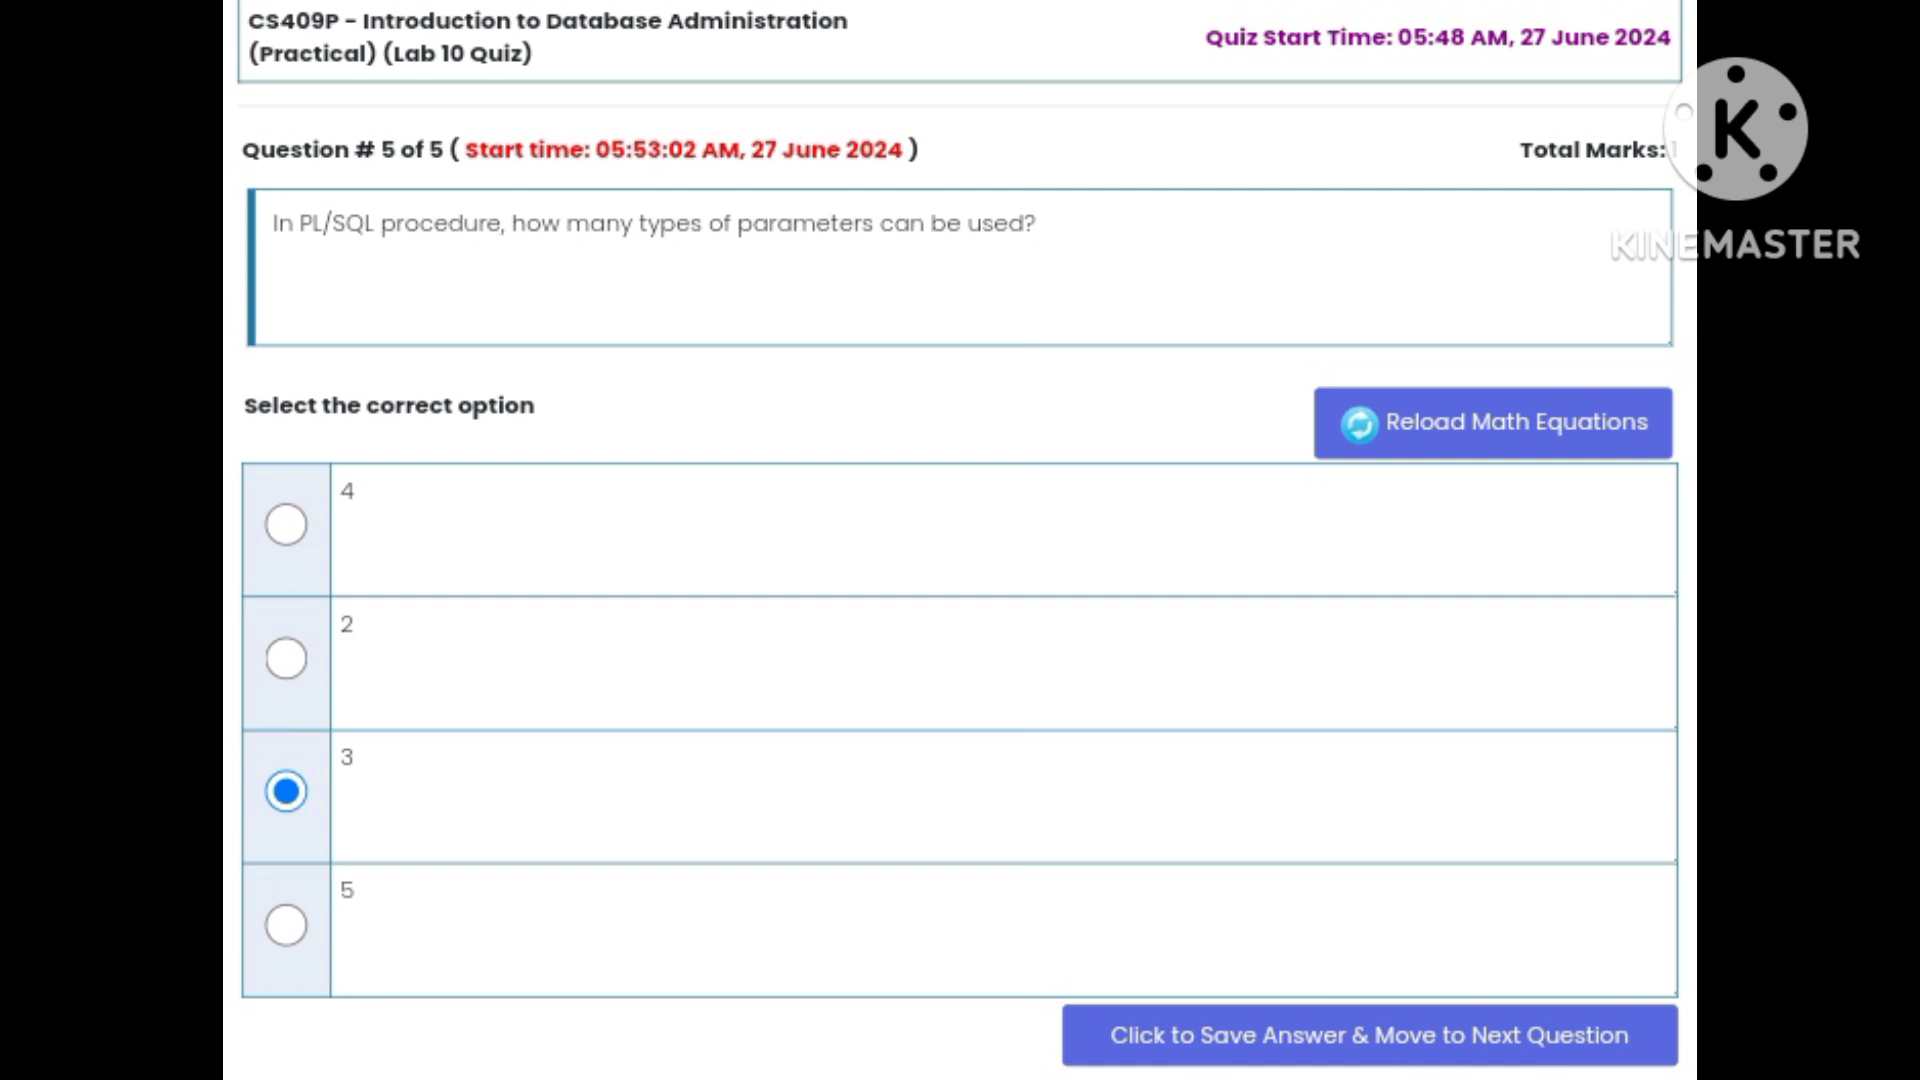 CS409P - Introduction to Database Administration
(Practical) (Lab 10 Quiz)
Quiz Start Time: 05:48 AM, 27 June 2024
Question # 5 of 5 ( Start time: 05:53:02 AM, 27 June 2024 )
Total Marks: 1
K
KINEMASTER
In PL/SQL procedure, how many types of parameters can be used?
Select the correct option
Reload Math Equations
4
2
3
5
Click to Save Answer & Move to Next Question